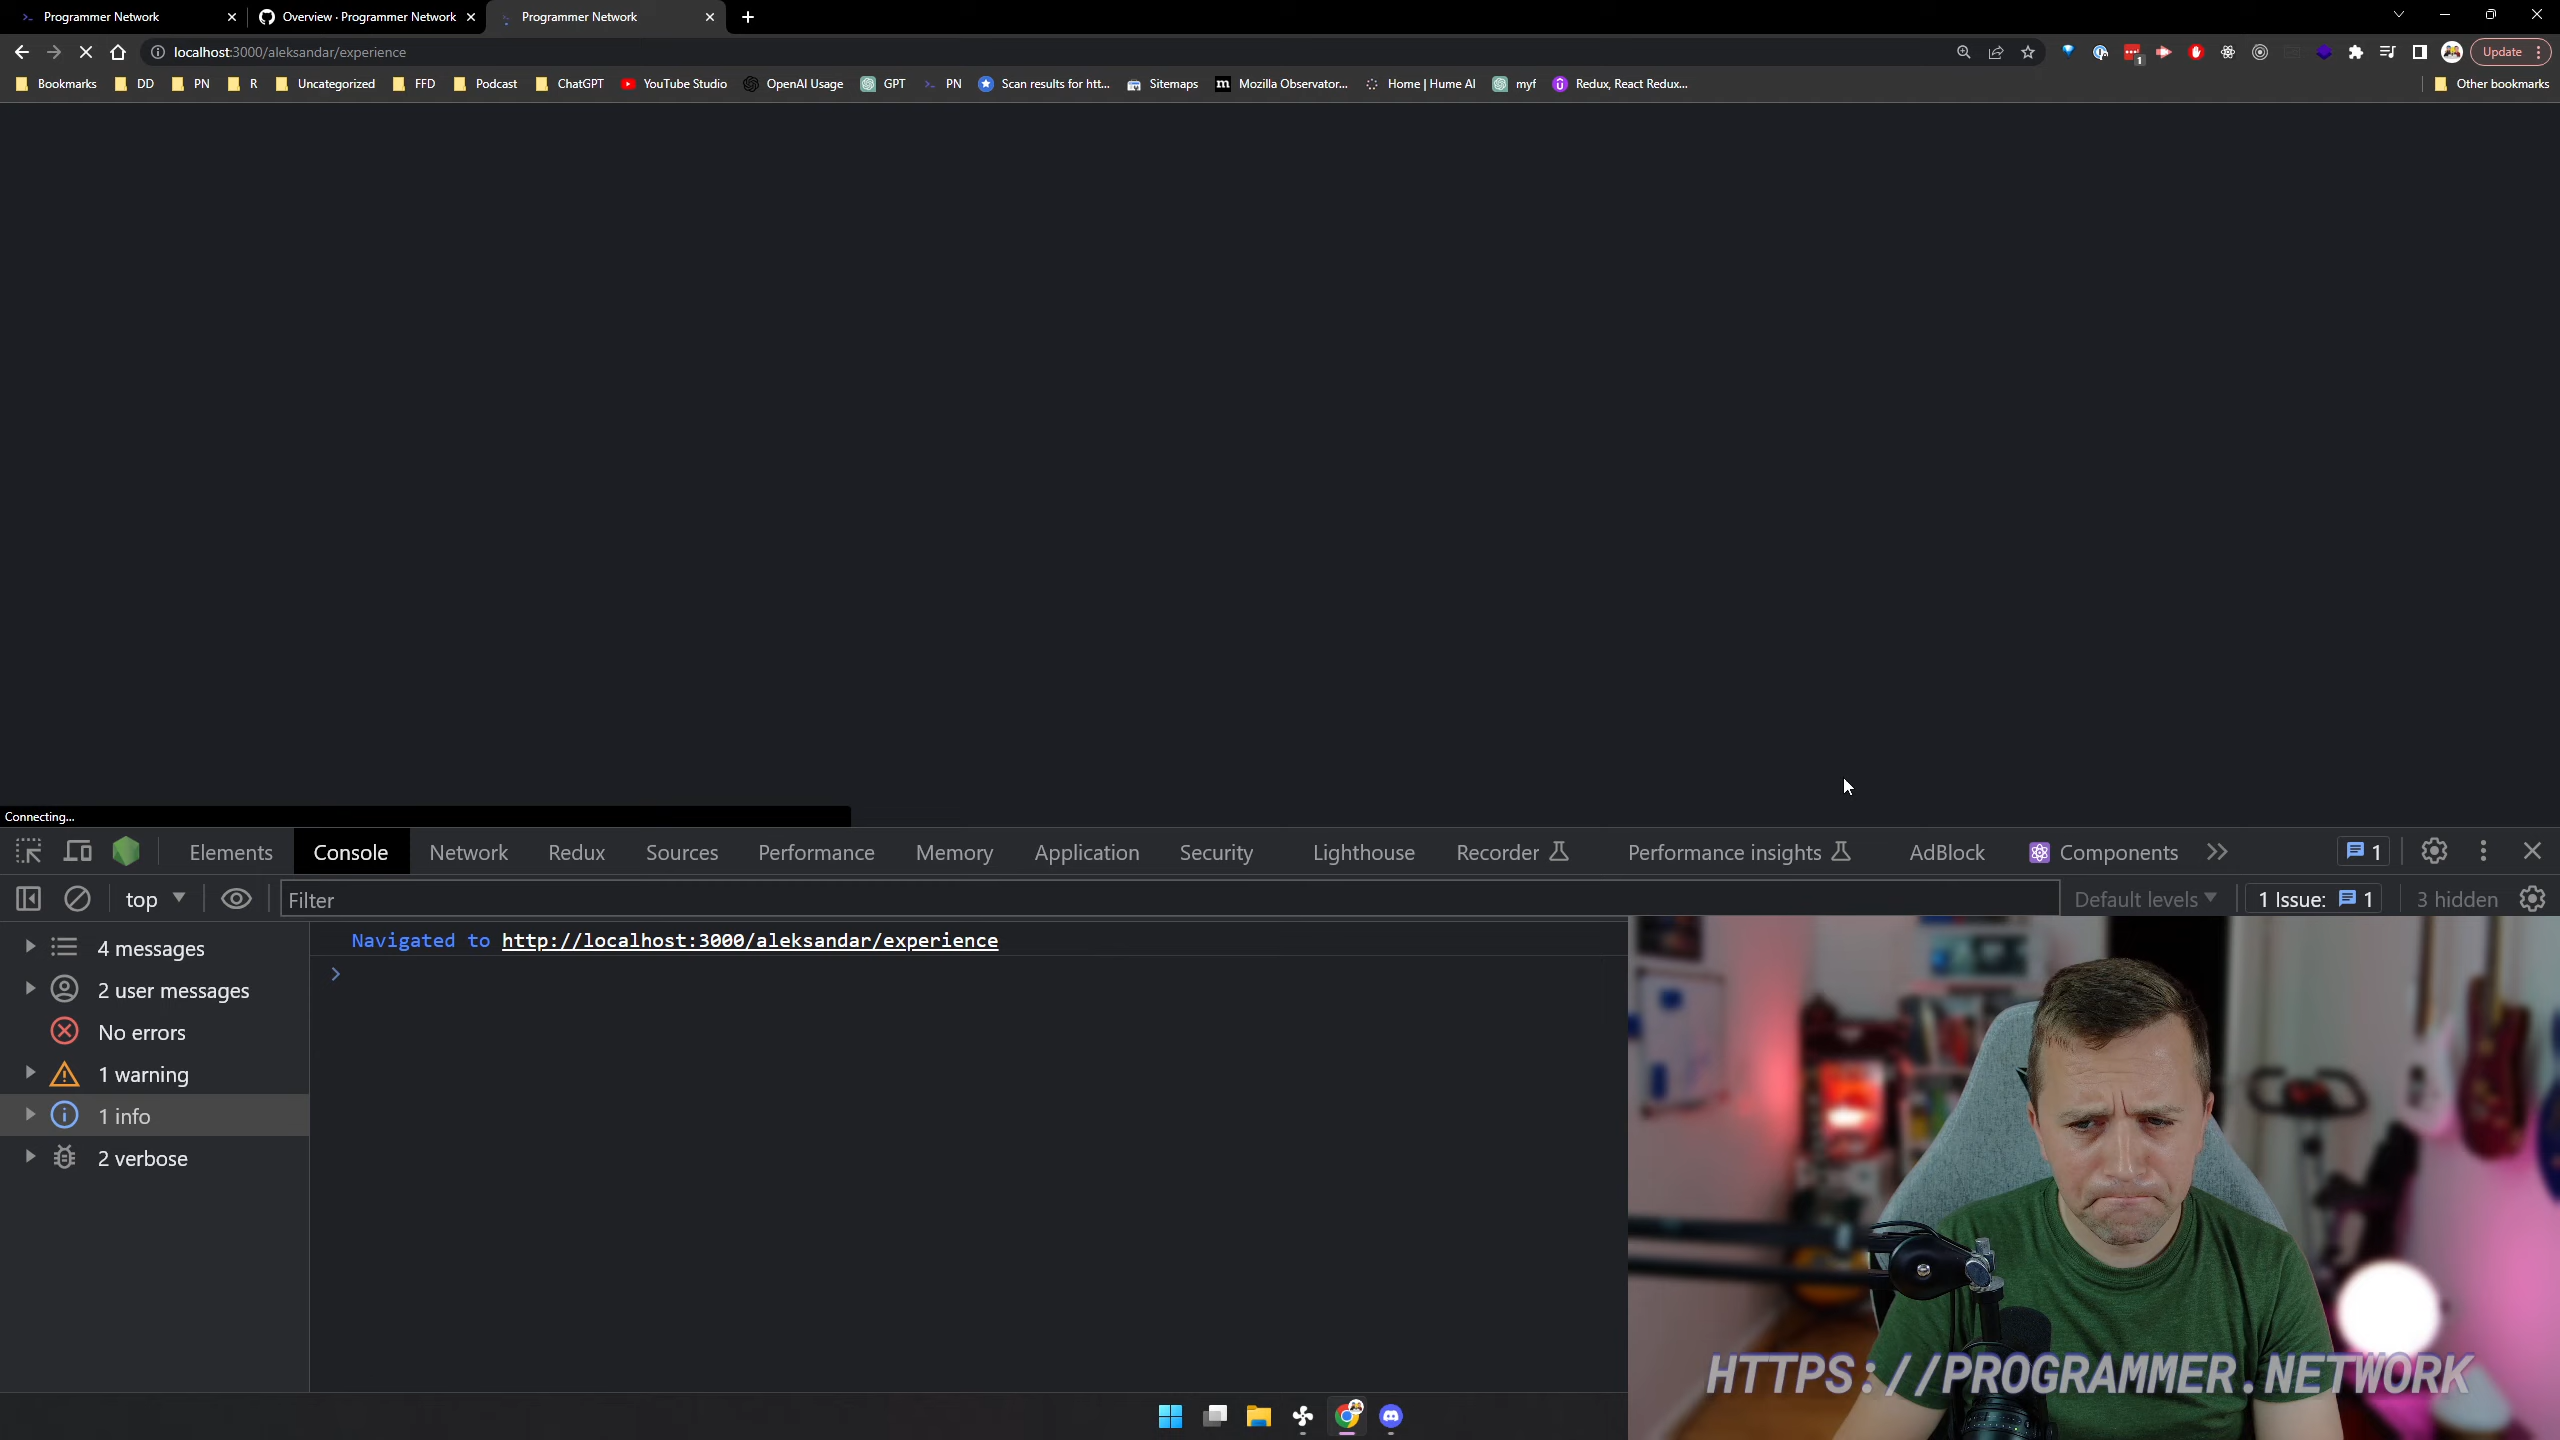 Programmer Network
Overview · Programmer Network
Programmer Network
localhost:3000/aleksandar/experience
Update
Bookmarks
DD
PN
R
Uncategorized
FFD
Podcast
ChatGPT
YouTube Studio
OpenAI Usage
GPT
PN
Scan results for htt...
Sitemaps
Mozilla Observator...
Home | Hume AI
myf
Redux, React Redux...
Other bookmarks
Connecting...
Elements
Console
Network
Redux
Sources
Performance
Memory
Application
Security
Lighthouse
Recorder
Performance insights
AdBlock
Components
1
top
Filter
Default levels
1 Issue: 1
3 hidden
4 messages
2 user messages
No errors
1 warning
1 info
2 verbose
Navigated to http://localhost:3000/aleksandar/experience
HTTPS://PROGRAMMER.NETWORK